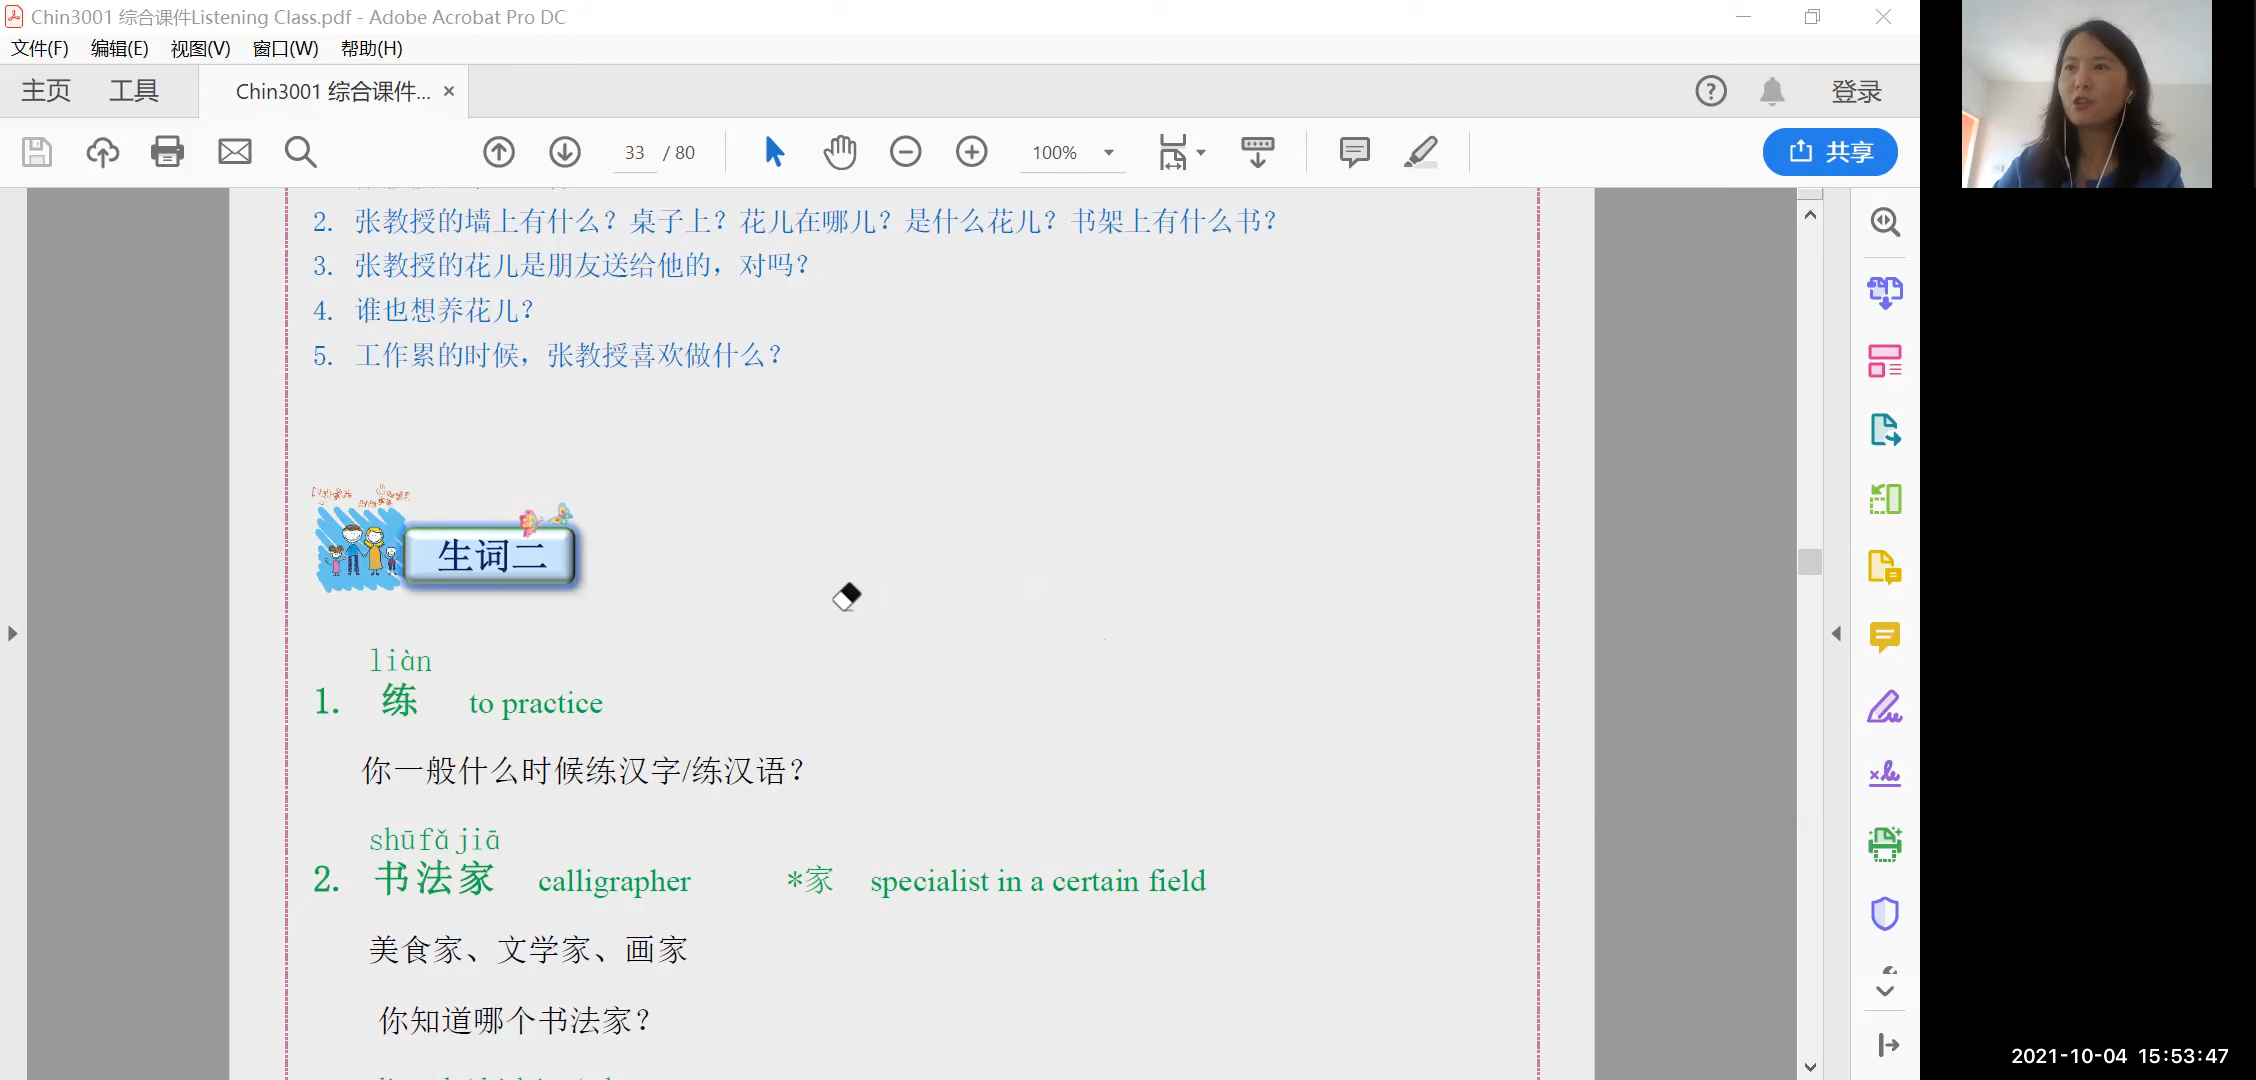 Chin3001 综合课件Listening Class.pdf - Adobe Acrobat Pro DC
文件(F) 编辑(E) 视图(V) 窗口(W) 帮助(H)
主页 工具 Chin3001 综合课件... × 登录
33 / 80 100% 共享
2. 张教授的墙上有什么？桌子上？花儿在哪儿？是什么花儿？书架上有什么书？
3. 张教授的花儿是朋友送给他的，对吗？
4. 谁也想养花儿？
5. 工作累的时候，张教授喜欢做什么？
生词二
liàn
1. 练 to practice
你一般什么时候练汉字/练汉语？
shūfǎjiā
2. 书法家 calligrapher *家 specialist in a certain field
美食家、文学家、画家
你知道哪个书法家？
2021-10-04 15:53:47